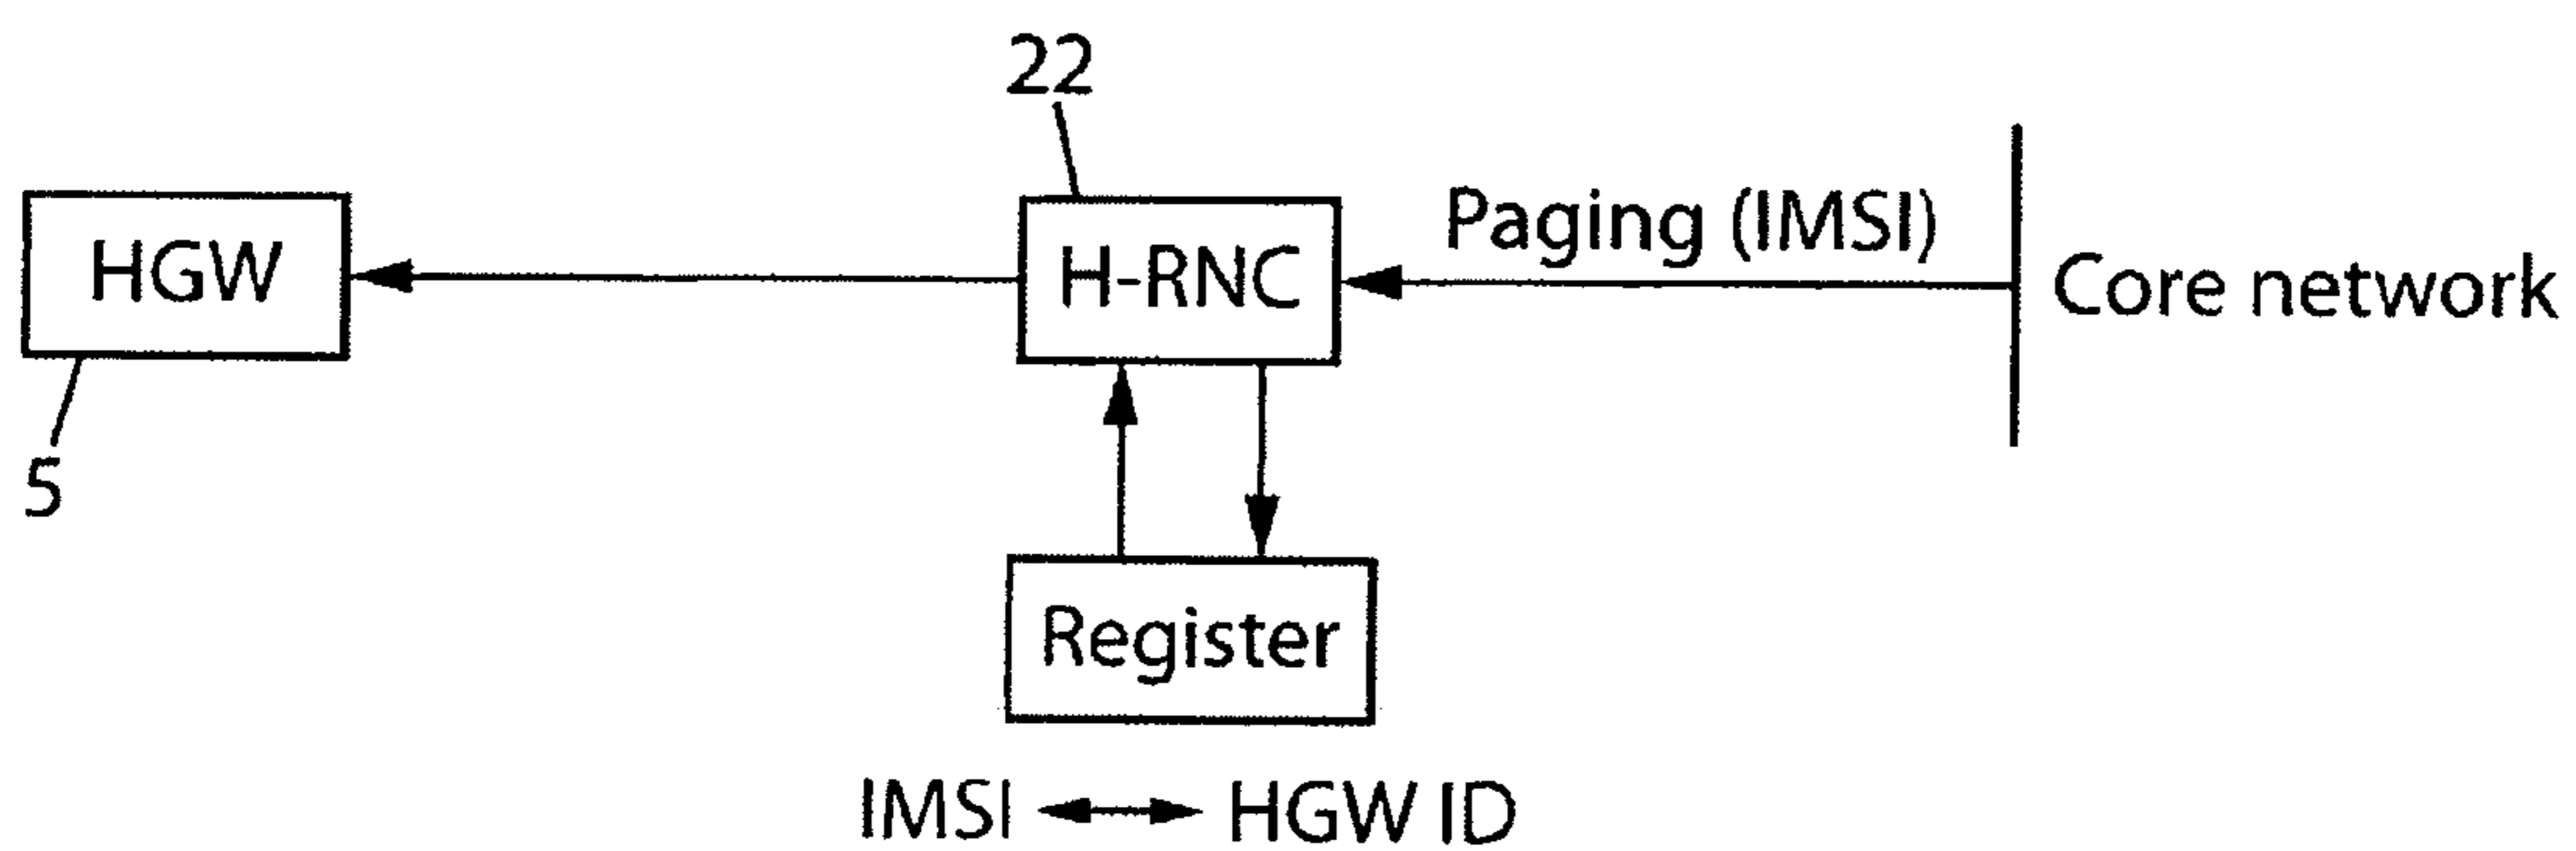 22
Paging (IMSI)
HGW
H-RNC
Core network
5
Register
IMSI HGW ID